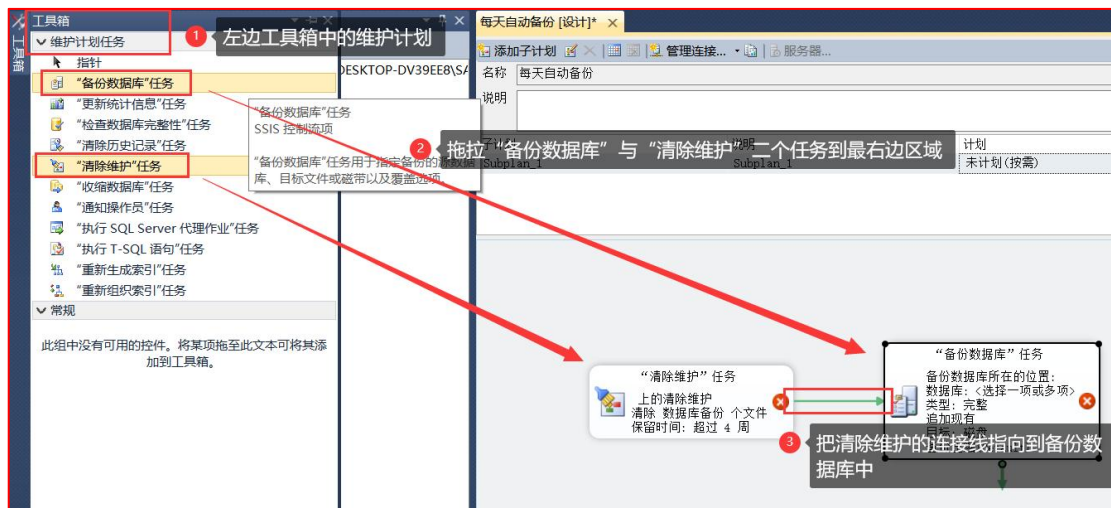 工具箱
工具箱
维护计划任务
1 左边工具箱中的维护计划
指针
“备份数据库”任务
“更新统计信息”任务
“检查数据库完整性”任务
“清除历史记录”任务
“清除维护”任务
“收缩数据库”任务
“通知操作员”任务
“执行 SQL Server 代理作业”任务
“执行 T-SQL 语句”任务
“重新生成索引”任务
“重新组织索引”任务
常规
此组中没有可用的控件。将某项拖至此文本可将其添
加到工具箱。
DESKTOP-DV39EE8\SA
“备份数据库”任务
SSIS 控制流项
“备份数据库”任务用于指定备份的源数据
库、目标文件或磁带以及覆盖选项。
每天自动备份 [设计]*
添加子计划 管理连接... 服务器...
名称 每天自动备份
说明
子计划 说明 计划
Subplan_1 Subplan_1 未计划(按需)
2 拖拉“备份数据库”与“清除维护”二个任务到最右边区域
“清除维护”任务
上的清除维护
清除 数据库备份 个文件
保留时间: 超过 4 周
“备份数据库”任务
备份数据库所在的位置:
数据库: <选择一项或多项>
类型: 完整
追加现有
目标: 磁盘
3 把清除维护的连接线指向到备份数
据库中